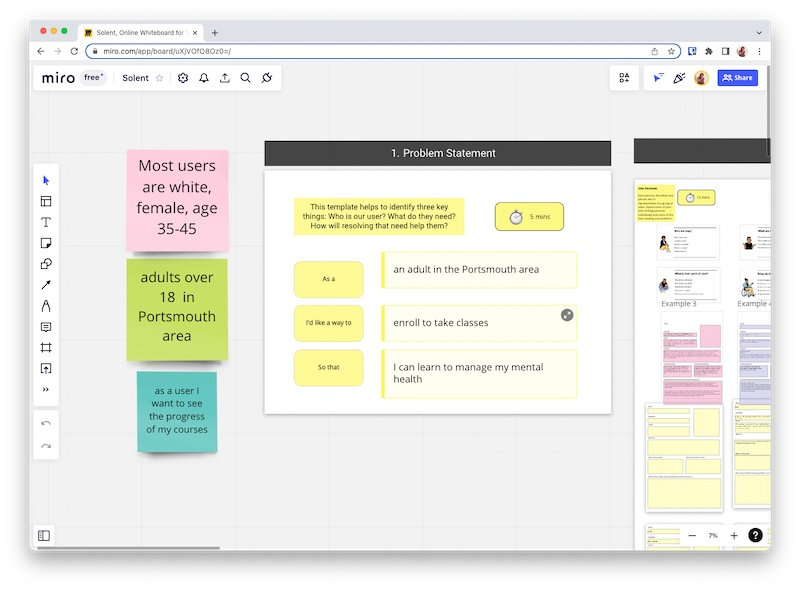 Solent, Online Whiteboard for
miro.com/app/board/uXjVOfO8Oz0=/
miro free
Solent
Share
Most users
are white,
female, age
35-45
adults over
18 in
Portsmouth
area
as a user I
want to see
the progress
of my courses
1. Problem Statement
This template helps to identify three key
things: Who is our user? What do they need?
How will resolving that need help them?
5 mins
As a
an adult in the Portsmouth area
I'd like a way to
enroll to take classes
So that
I can learn to manage my mental
health
Example 3
Example 4
7%
?